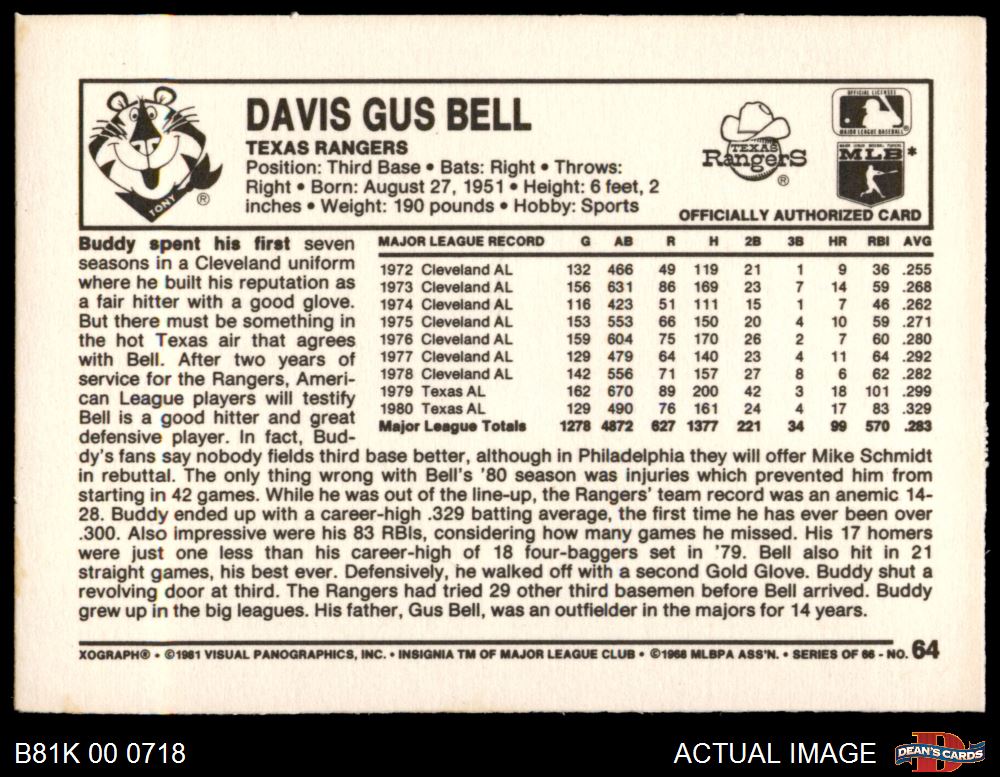 DAVIS GUS BELL
TEXAS RANGERS
Position: Third Base • Bats: Right • Throws:
Right • Born: August 27, 1951 • Height: 6 feet, 2
inches • Weight: 190 pounds • Hobby: Sports
TONY ®
TEXAS
RangerS
®
OFFICIAL LICENSEE
MAJOR LEAGUE BASEBALL ®
MLB *
OFFICIALLY AUTHORIZED CARD
Buddy spent his first seven
seasons in a Cleveland uniform
where he built his reputation as
a fair hitter with a good glove.
But there must be something in
the hot Texas air that agrees
with Bell. After two years of
service for the Rangers, Ameri-
can League players will testify
Bell is a good hitter and great
defensive player. In fact, Bud-
MAJOR LEAGUE RECORD G AB R H 2B 3B HR RBI AVG
1972 Cleveland AL 132 466 49 119 21 1 9 36 .255
1973 Cleveland AL 156 631 86 169 23 7 14 59 .268
1974 Cleveland AL 116 423 51 111 15 1 7 46 .262
1975 Cleveland AL 153 553 66 150 20 4 10 59 .271
1976 Cleveland AL 159 604 75 170 26 2 7 60 .280
1977 Cleveland AL 129 479 64 140 23 4 11 64 .292
1978 Cleveland AL 142 556 71 157 27 8 6 62 .282
1979 Texas AL 162 670 89 200 42 3 18 101 .299
1980 Texas AL 129 490 76 161 24 4 17 83 .329
Major League Totals 1278 4872 627 1377 221 34 99 570 .283
dy's fans say nobody fields third base better, although in Philadelphia they will offer Mike Schmidt
in rebuttal. The only thing wrong with Bell's '80 season was injuries which prevented him from
starting in 42 games. While he was out of the line-up, the Rangers' team record was an anemic 14-
28. Buddy ended up with a career-high .329 batting average, the first time he has ever been over
.300. Also impressive were his 83 RBIs, considering how many games he missed. His 17 homers
were just one less than his career-high of 18 four-baggers set in '79. Bell also hit in 21
straight games, his best ever. Defensively, he walked off with a second Gold Glove. Buddy shut a
revolving door at third. The Rangers had tried 29 other third basemen before Bell arrived. Buddy
grew up in the big leagues. His father, Gus Bell, was an outfielder in the majors for 14 years.
XOGRAPH® • ©1981 VISUAL PANOGRAPHICS, INC. • INSIGNIA TM OF MAJOR LEAGUE CLUB • ©1968 MLBPA ASS'N. • SERIES OF 66 - NO. 64
B81K 00 0718
ACTUAL IMAGE
DEAN'S CARDS